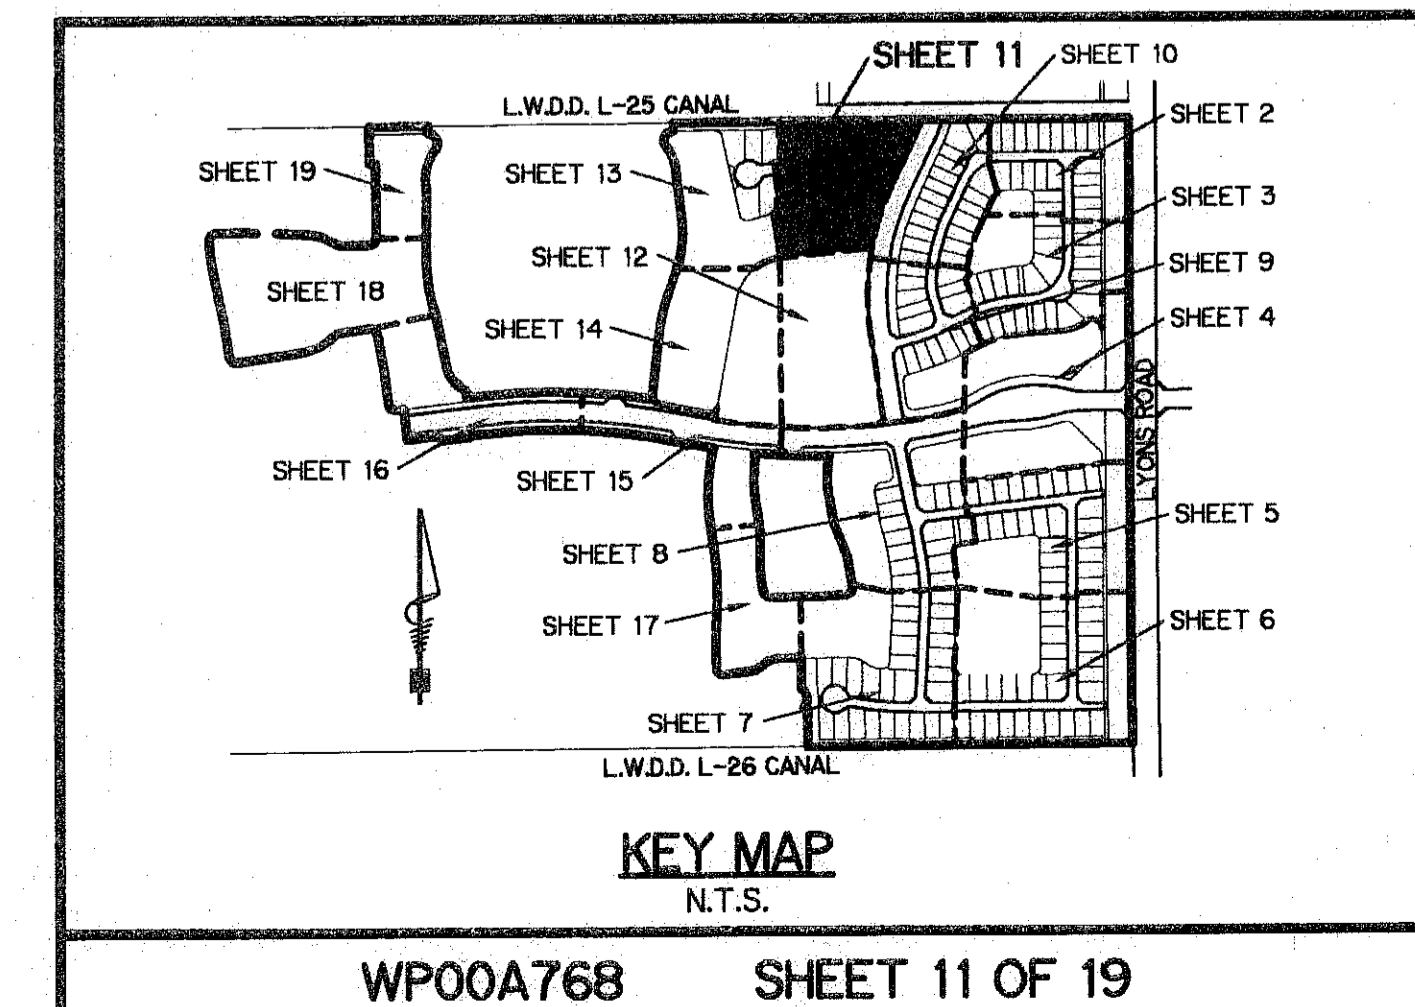 SHEET 11
SHEET 10
L.W.D.D. L-25 CANAL
SHEET 2
SHEET 19
SHEET 13
SHEET 3
SHEET 12
SHEET 9
SHEET 18
SHEET 14
SHEET 4
LYONS ROAD
SHEET 16
SHEET 15
SHEET 5
SHEET 8
SHEET 17
SHEET 6
SHEET 7
L.W.D.D. L-26 CANAL
KEY MAP
N.T.S.
WP00A768 SHEET 11 OF 19